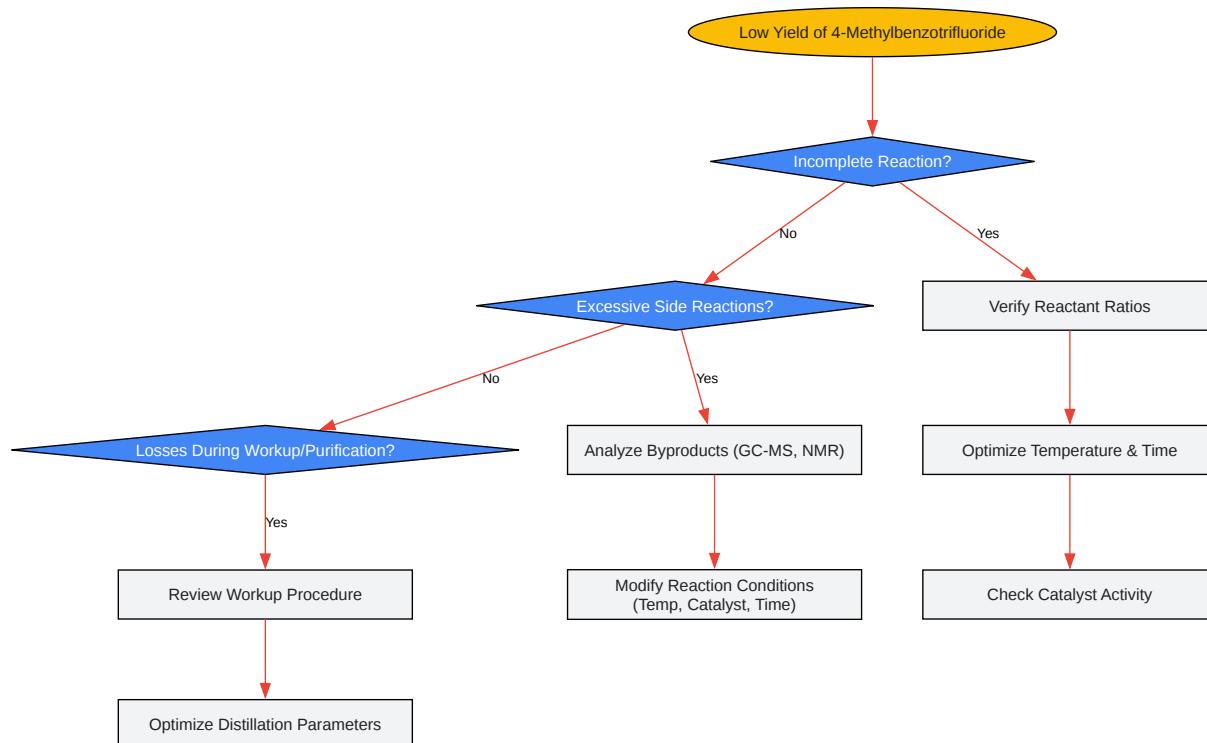 Low Yield of 4-Methylbenzotrifluoride
Incomplete Reaction?
No
Yes
Excessive Side Reactions?
Verify Reactant Ratios
No
Yes
Losses During Workup/Purification?
Analyze Byproducts (GC-MS, NMR)
Optimize Temperature & Time
Yes
Review Workup Procedure
Modify Reaction Conditions
(Temp, Catalyst, Time)
Check Catalyst Activity
Optimize Distillation Parameters